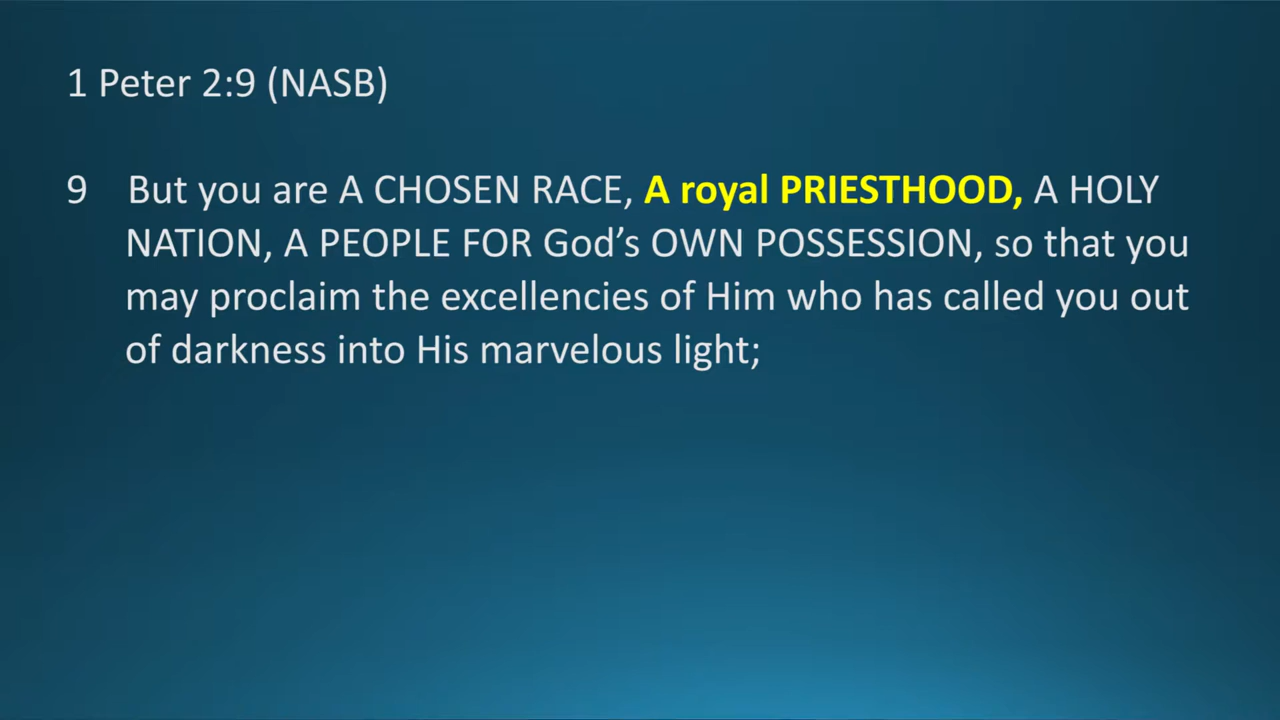 1 Peter 2:9 (NASB)
9 But you are A CHOSEN RACE, A royal PRIESTHOOD, A HOLY
NATION, A PEOPLE FOR God’s OWN POSSESSION, so that you
may proclaim the excellencies of Him who has called you out
of darkness into His marvelous light;